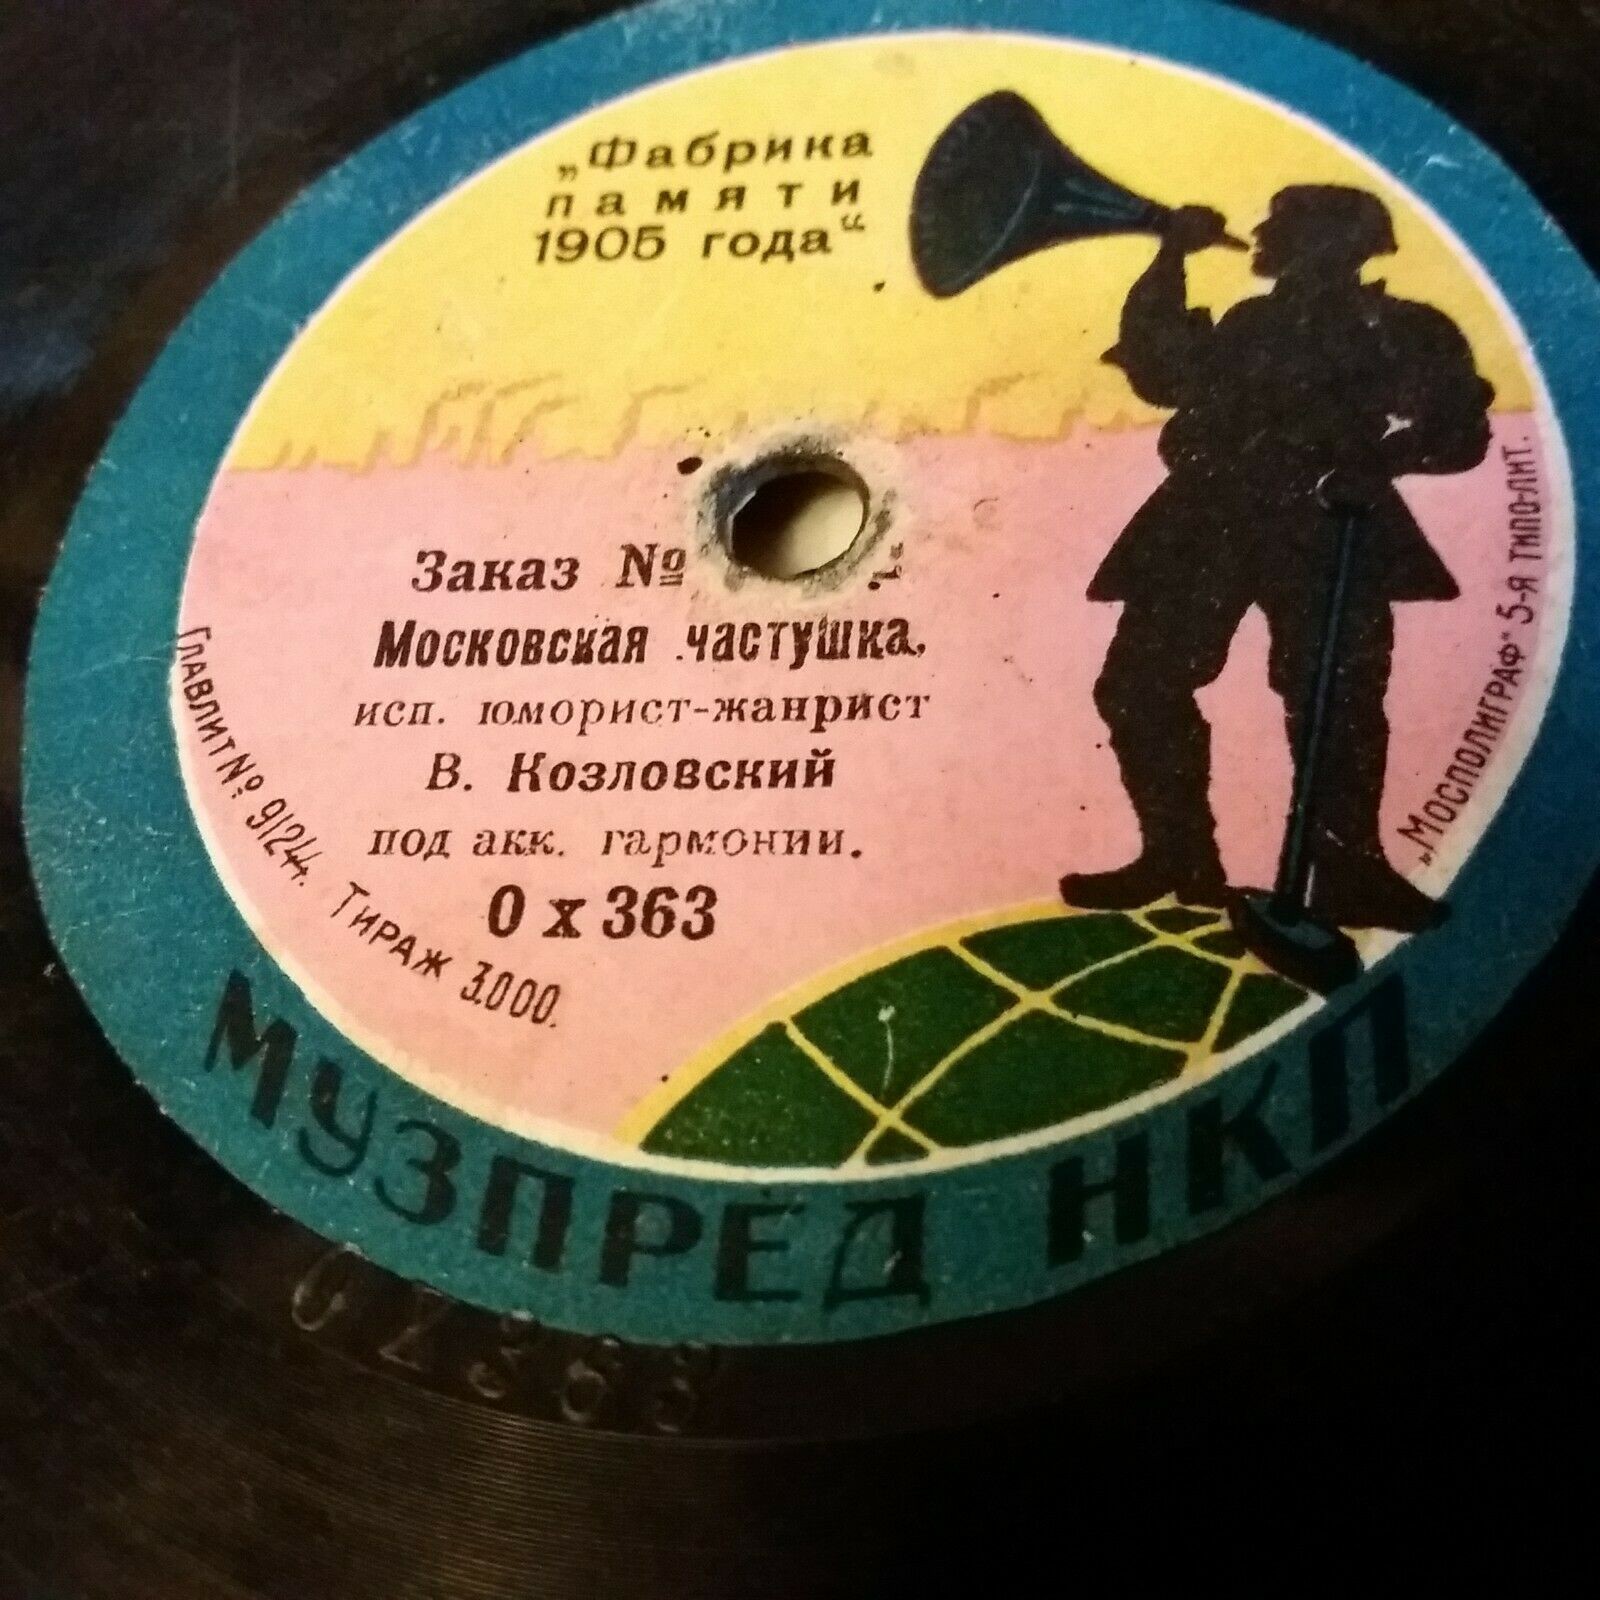 „Фабрика
памяти
1905 года“
Заказ №
Московская частушка,
исп. юморист-жанрист
В. Козловский
под акк. гармонии.
0 х 363
Главлит № 91244. Тираж 3.000.
„Мосполиграф“ 5-я типо-лит.
МУЗПРЕД НКП